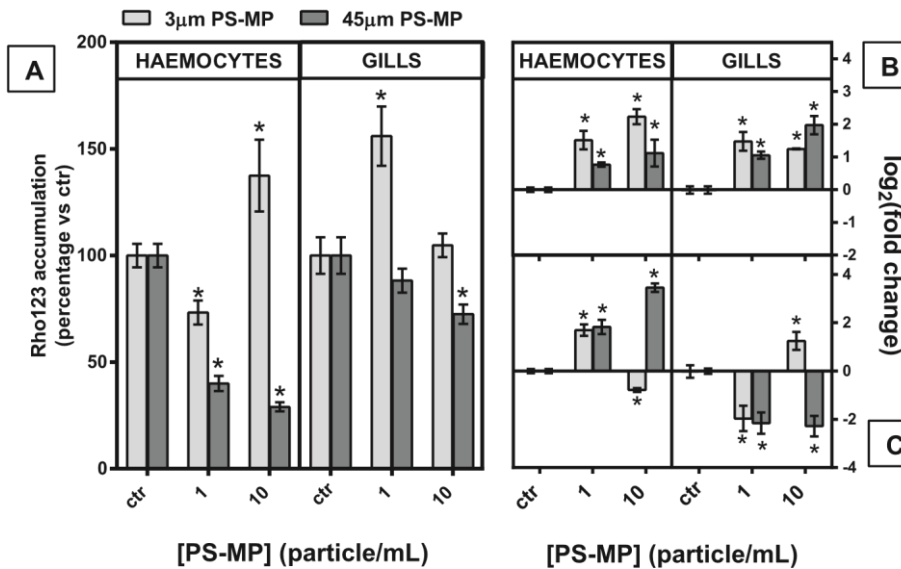 3μm PS-MP 45μm PS-MP
A
HAEMOCYTES GILLS
Rho123 accumulation
(percentage vs ctr)
200
150
100
50
0
* * * * * *
ctr 1 10 ctr 1 10
[PS-MP] (particle/mL)
B
HAEMOCYTES GILLS
4
3
2
1
0
-1
-2
* * * * * * * *
log2(fold change)
C
4
2
0
-2
-4
* * * * * * * *
ctr 1 10 ctr 1 10
[PS-MP] (particle/mL)